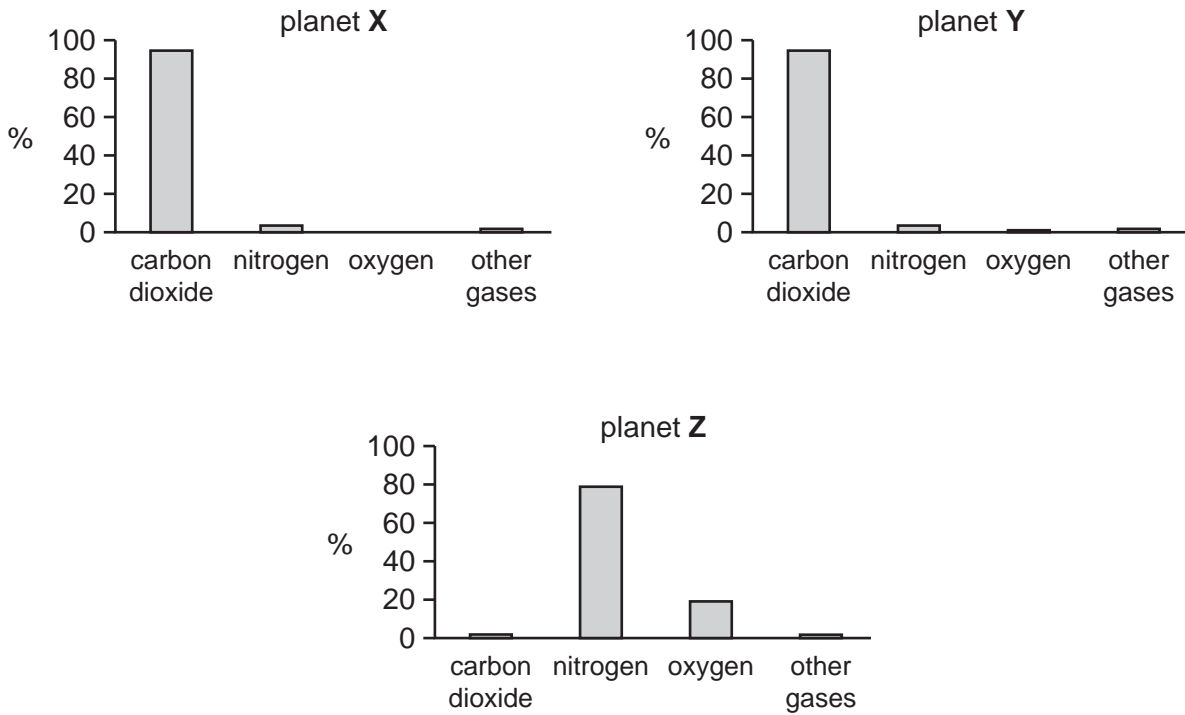 planet X
100
80
60
%
40
20
0
carbon nitrogen oxygen other
dioxide gases
planet Y
100
80
60
%
40
20
0
carbon nitrogen oxygen other
dioxide gases
planet Z
100
80
60
%
40
20
0
carbon nitrogen oxygen other
dioxide gases